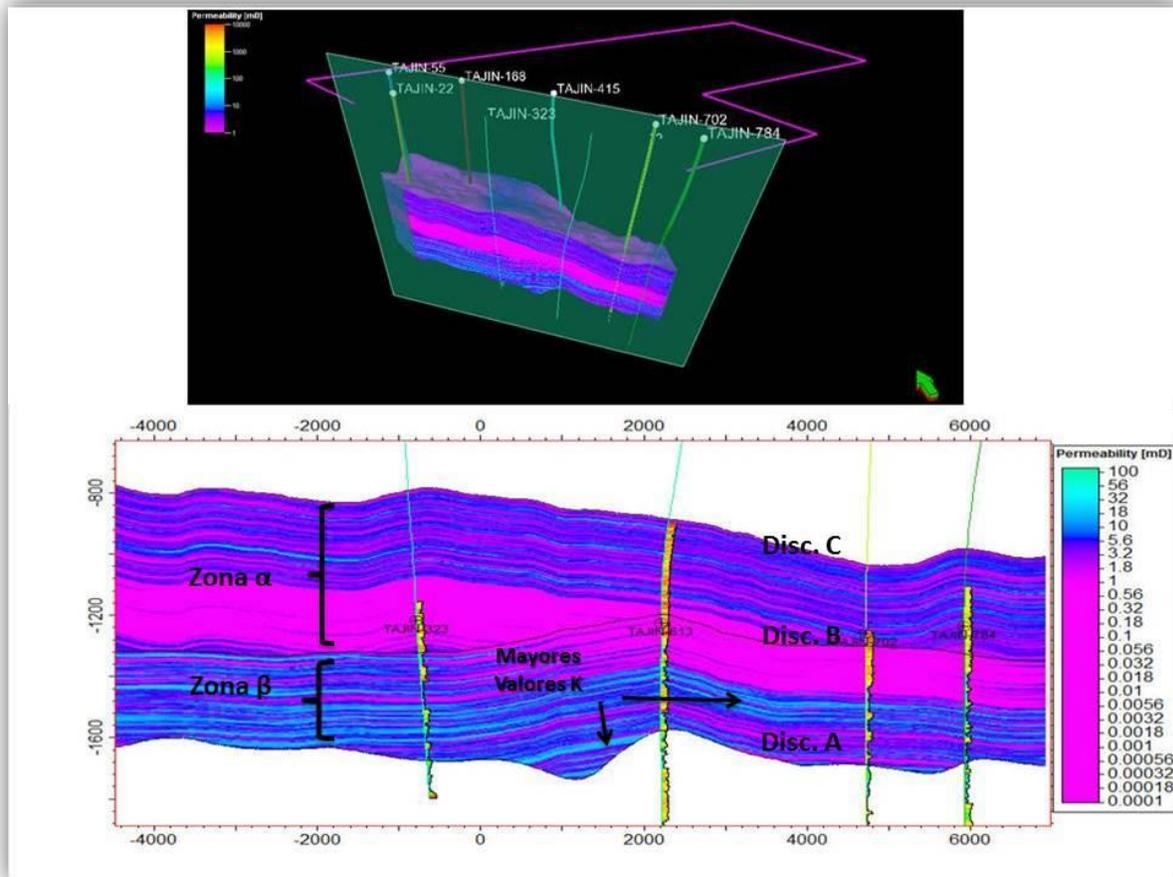 Permeability [mD]
10000
1000
100
10
1
TAJIN-55
TAJIN-168
TAJIN-22
TAJIN-415
TAJIN-323
TAJIN-702
TAJIN-784
-4000 -2000 0 2000 4000 6000
Permeability [mD]
100
56
32
18
10
5.6
3.2
1.8
1
0.56
0.32
0.18
0.1
0.056
0.032
0.018
0.01
0.0056
0.0032
0.0018
0.001
0.00056
0.00032
0.00018
0.0001
-800
-1200
-1600
Disc. C
Zona α
TAJIN-323
Disc. B
Mayores
Valores K
Zona β
Disc. A
-4000 -2000 0 2000 4000 6000